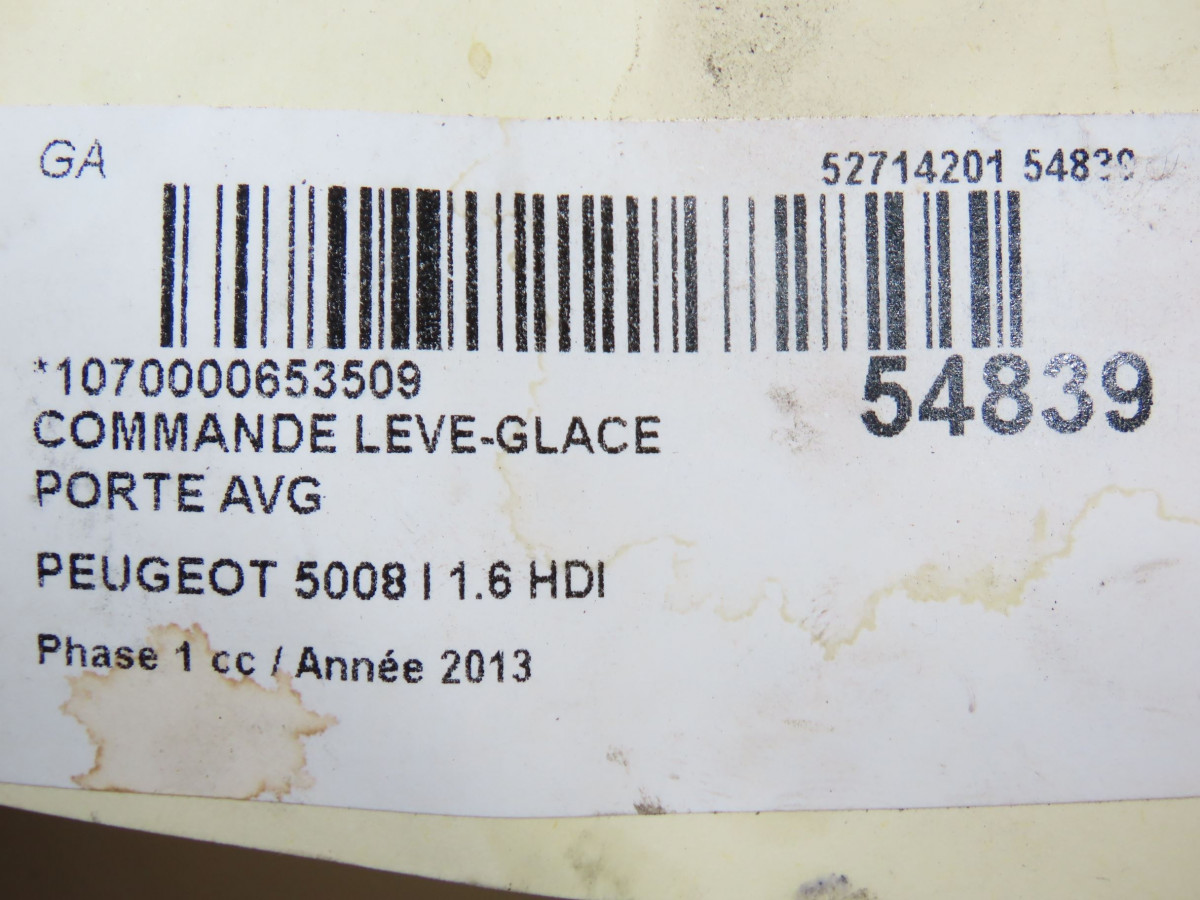 GA
52714201 54839
*1070000653509
54839
COMMANDE LEVE-GLACE
PORTE AVG
PEUGEOT 5008 I 1.6 HDI
Phase 1 cc / Année 2013